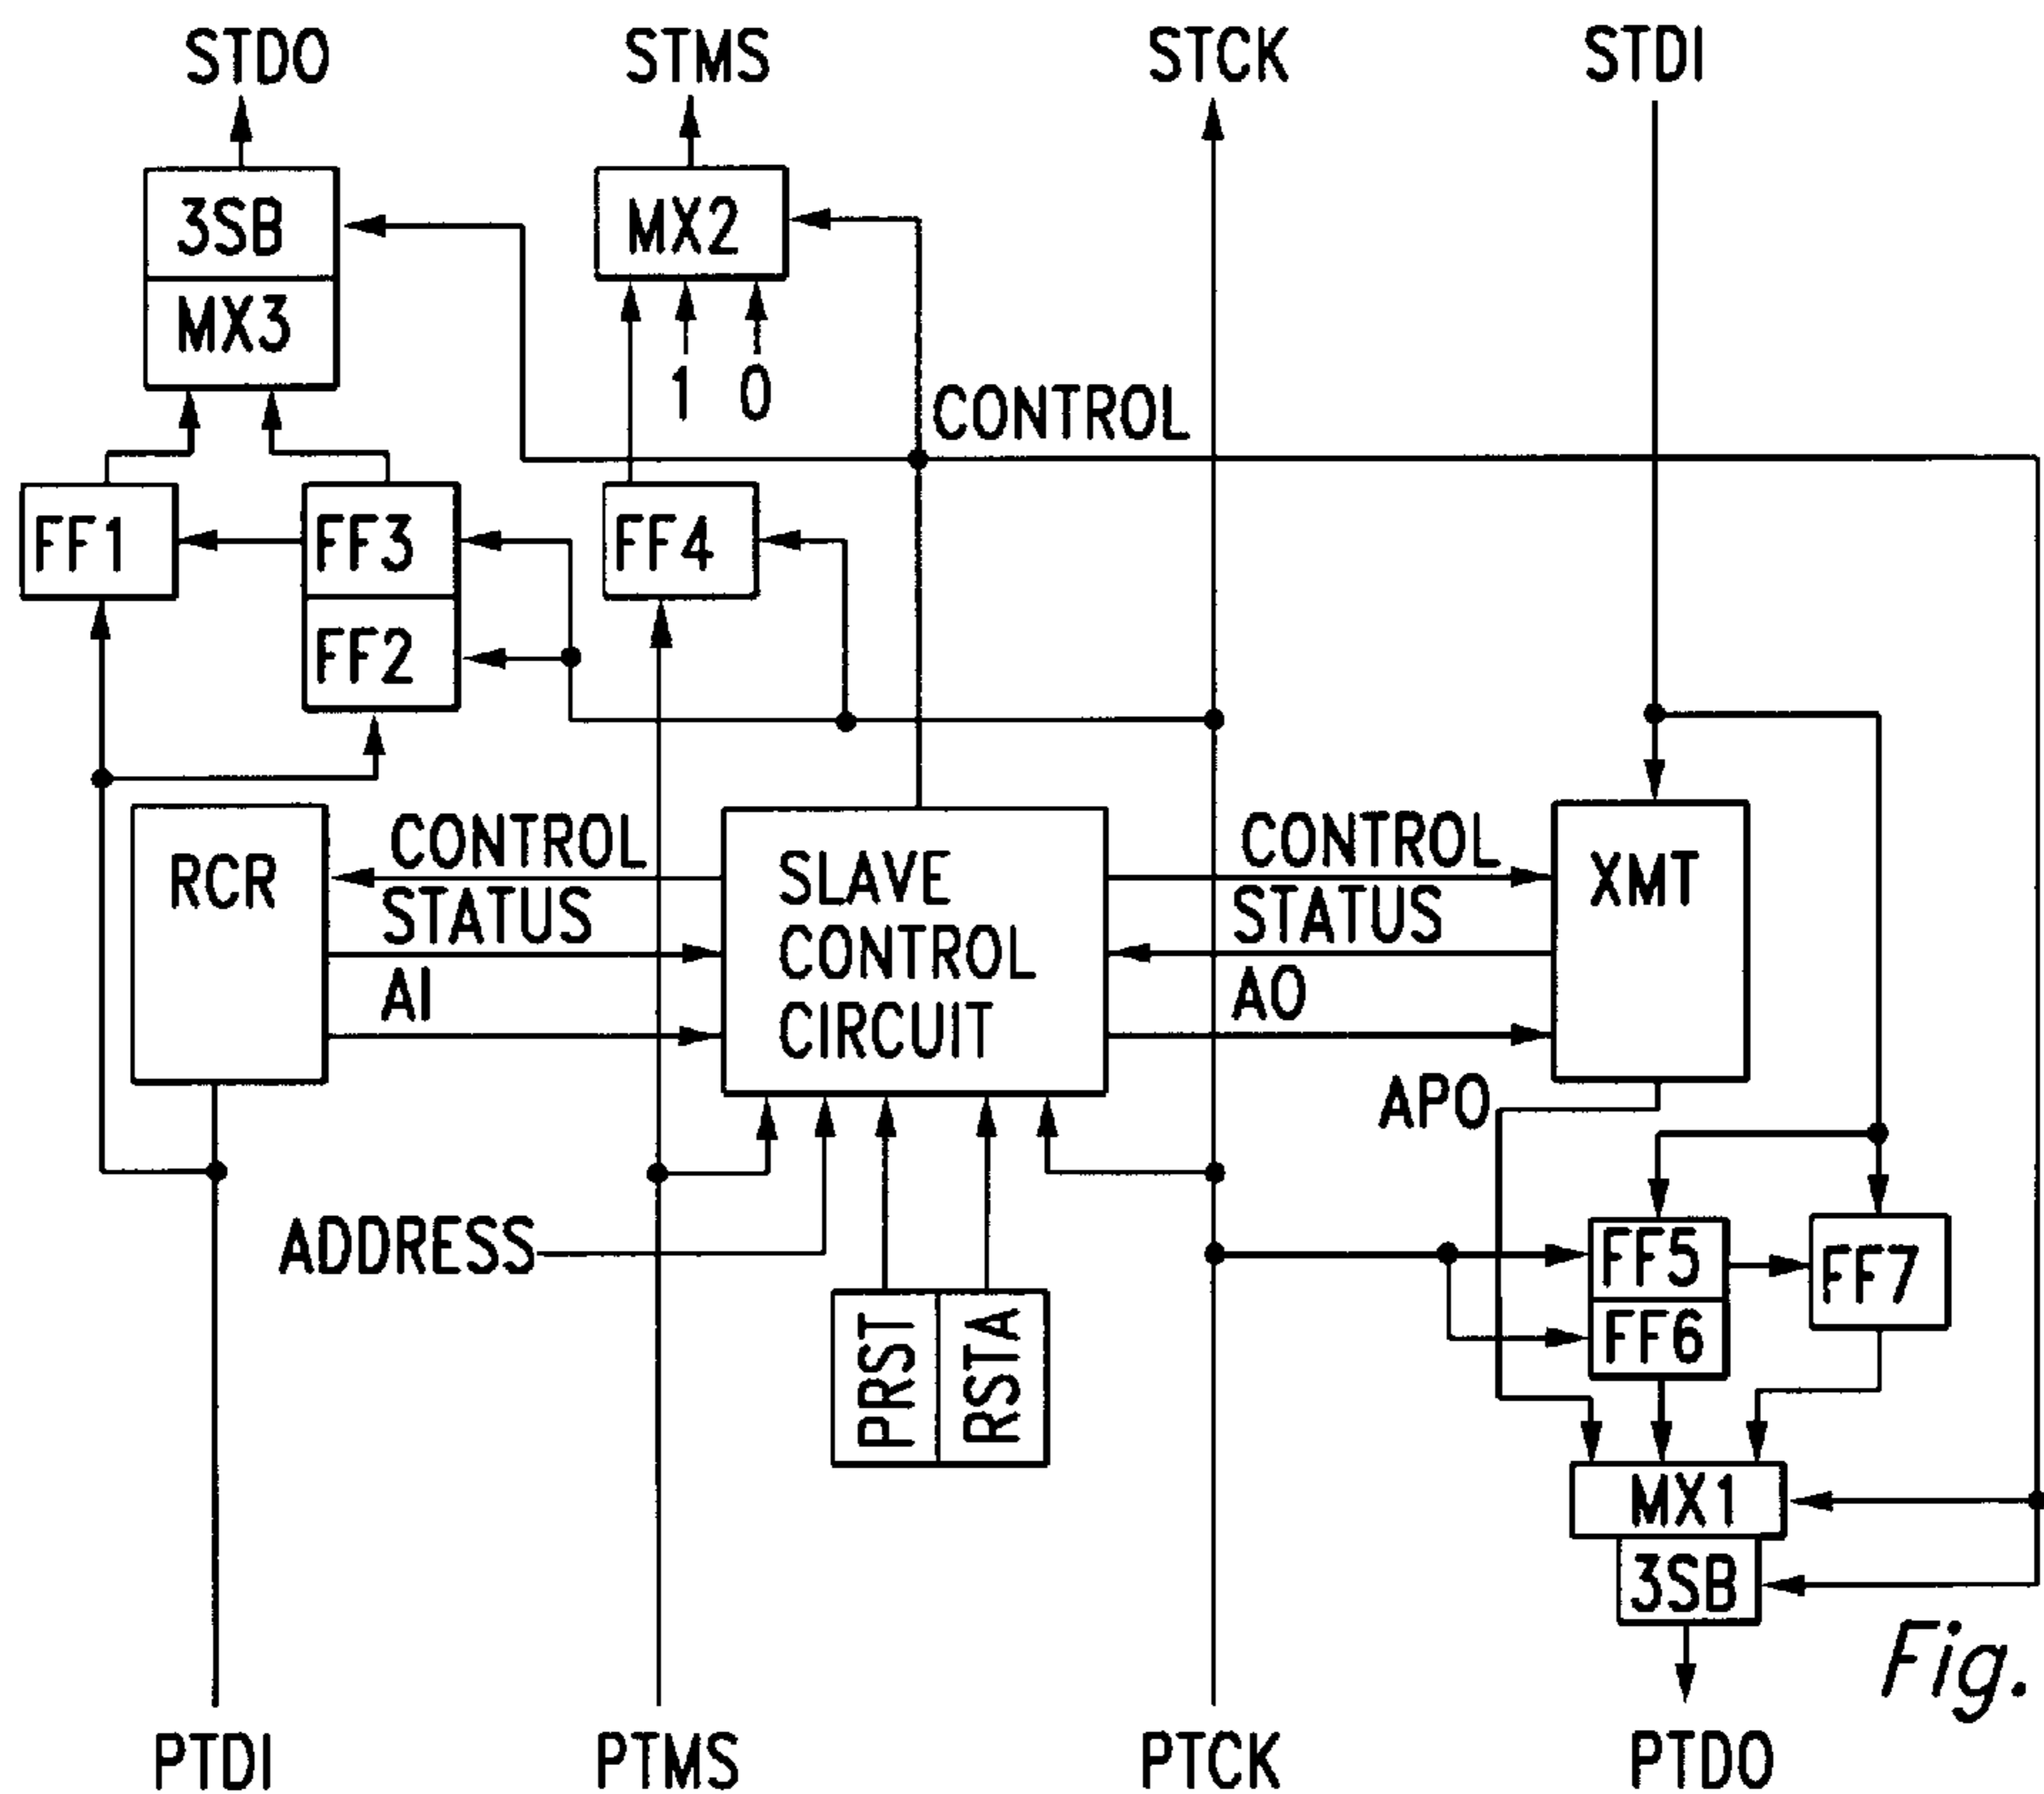 STDO
STMS
STCK
STDI
3SB
MX3
MX2
1
0
CONTROL
FF1
FF3
FF2
FF4
RCR
CONTROL
STATUS
AI
SLAVE
CONTROL
CIRCUIT
CONTROL
STATUS
AO
XMT
APO
ADDRESS
PRST
RSTA
FF5
FF6
FF7
MX1
3SB
Fig.
PTDI
PTMS
PTCK
PTDO